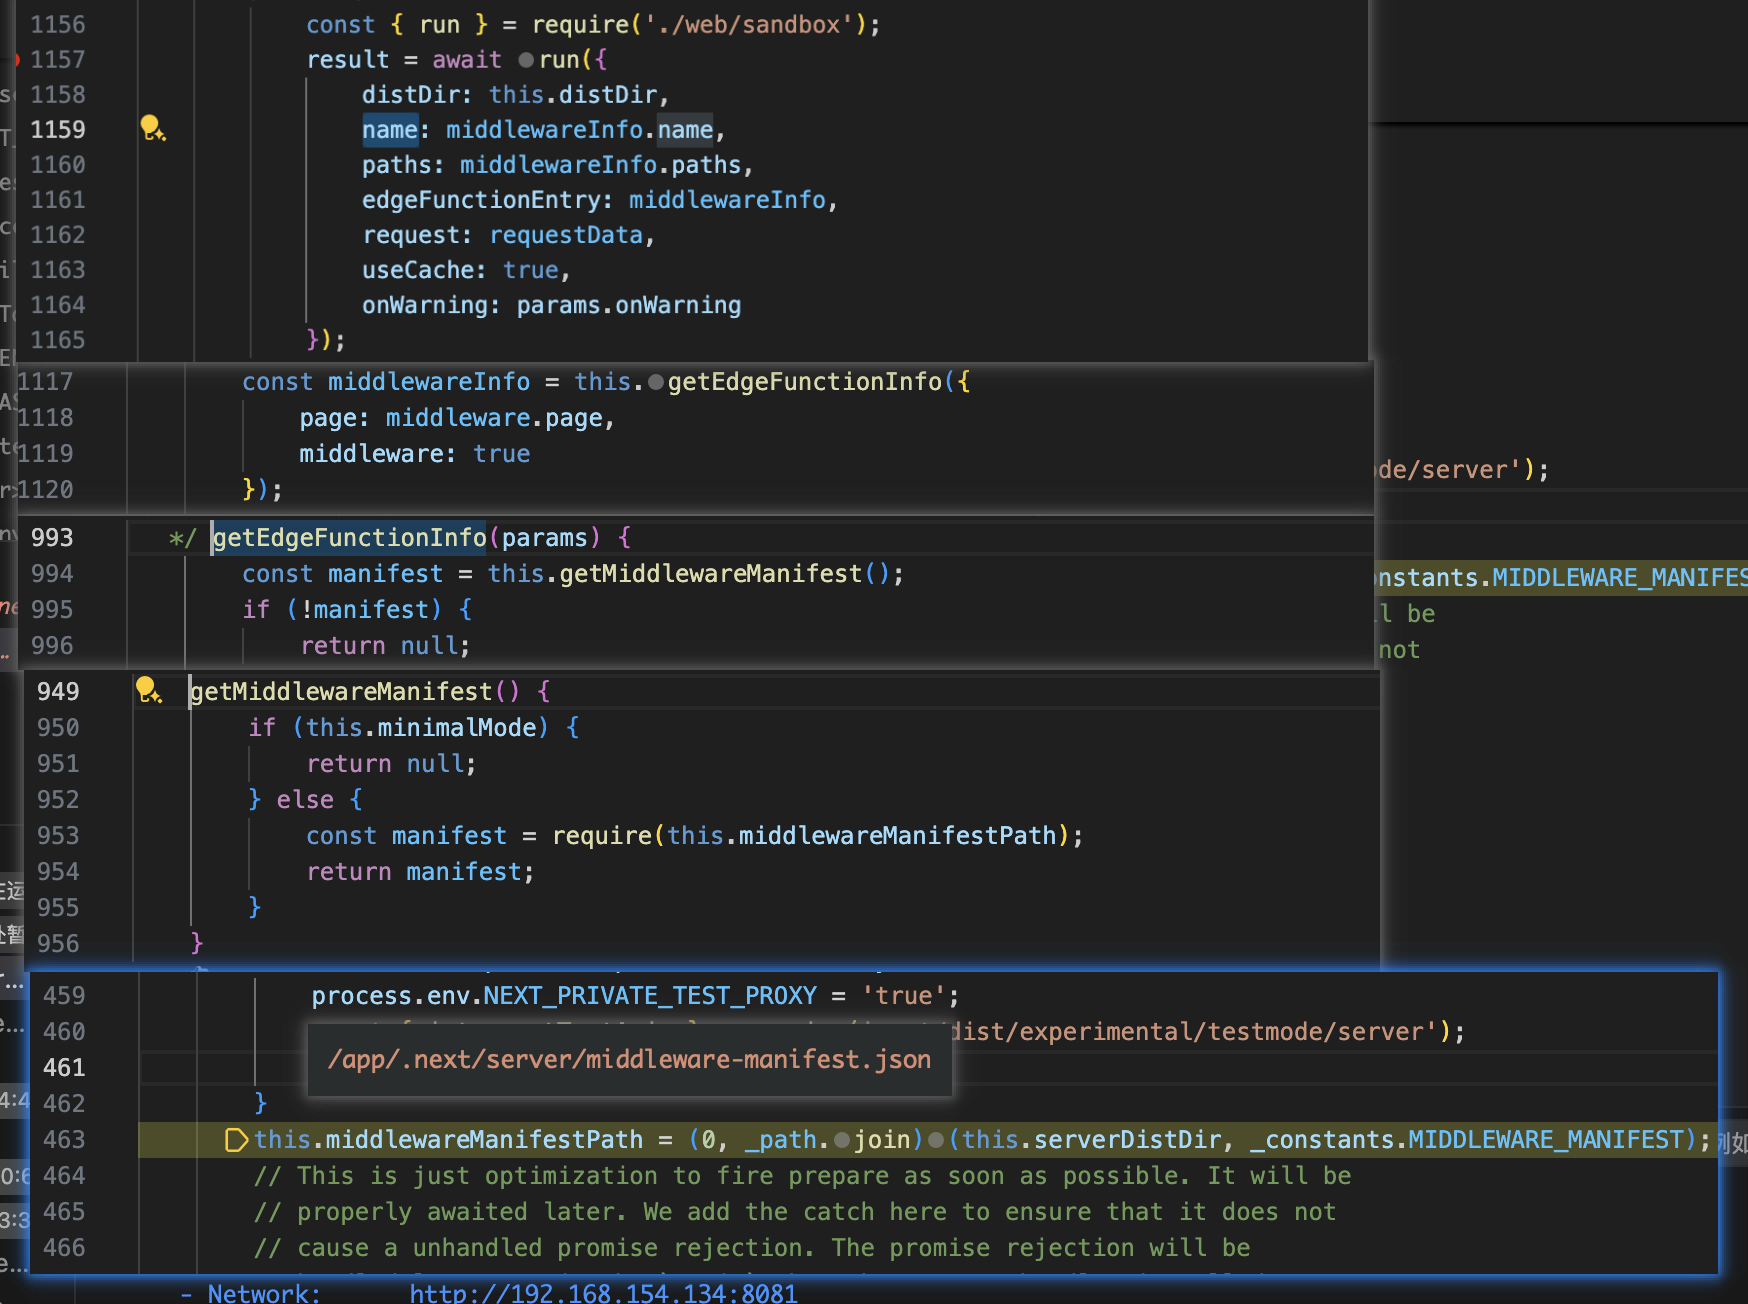 1156 const { run } = require('./web/sandbox');
1157 result = await run({
1158 distDir: this.distDir,
1159 name: middlewareInfo.name,
1160 paths: middlewareInfo.paths,
1161 edgeFunctionEntry: middlewareInfo,
1162 request: requestData,
1163 useCache: true,
1164 onWarning: params.onWarning
1165 });
1117 const middlewareInfo = this.getEdgeFunctionInfo({
1118 page: middleware.page,
1119 middleware: true
1120 });
de/server');
993 */ getEdgeFunctionInfo(params) {
994 const manifest = this.getMiddlewareManifest();
nstants.MIDDLEWARE_MANIFES
995 if (!manifest) {
ll be
996 return null;
not
949 getMiddlewareManifest() {
950 if (this.minimalMode) {
951 return null;
952 } else {
953 const manifest = require(this.middlewareManifestPath);
954 return manifest;
955 }
956 }
459 process.env.NEXT_PRIVATE_TEST_PROXY = 'true';
460 dist/experimental/testmode/server');
/app/.next/server/middleware-manifest.json
461
462 }
463 this.middlewareManifestPath = (0, _path.join)(this.serverDistDir, _constants.MIDDLEWARE_MANIFEST);
464 // This is just optimization to fire prepare as soon as possible. It will be
465 // properly awaited later. We add the catch here to ensure that it does not
466 // cause a unhandled promise rejection. The promise rejection will be
- Network: http://192.168.154.134:8081